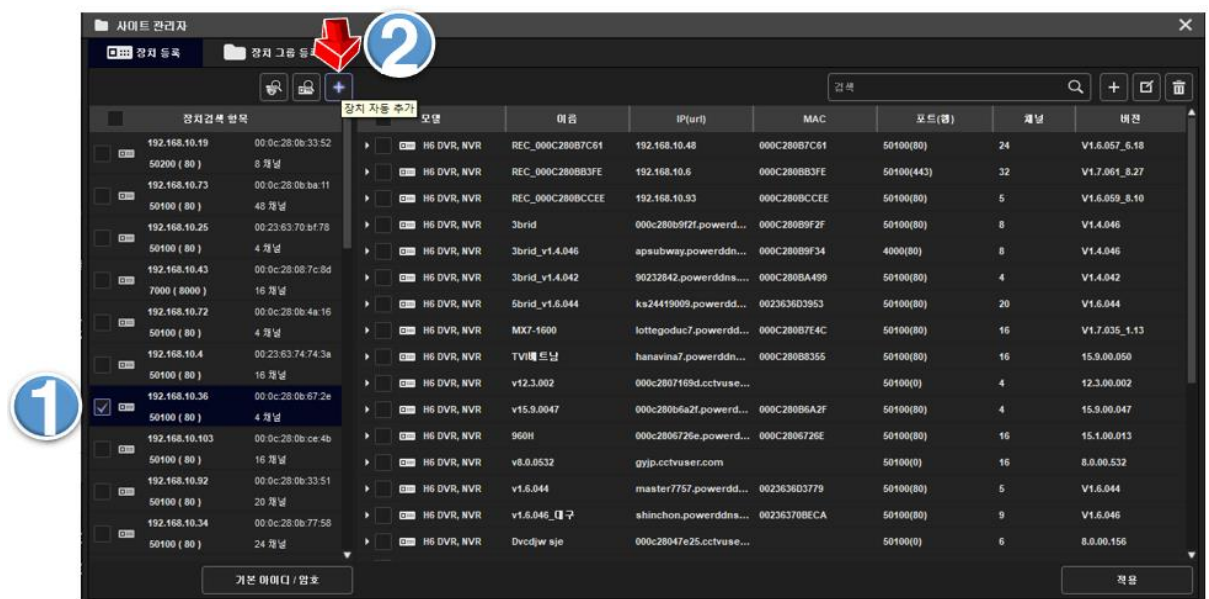 사이트 관리자
장치 등록
장치 그룹 등록
2
장치 자동 추가
검색
장치검색 항목
모델 이름 IP(url) MAC 포트(웹) 채널 버젼
192.168.10.19 00:0c:28:0b:33:52
50200 ( 80 ) 8 채널
192.168.10.73 00:0c:28:0b:ba:11
50100 ( 80 ) 48 채널
192.168.10.25 00:23:63:70:bf:78
50100 ( 80 ) 4 채널
192.168.10.43 00:0c:28:08:7c:8d
7000 ( 8000 ) 16 채널
192.168.10.72 00:0c:28:0b:4a:16
50100 ( 80 ) 4 채널
192.168.10.4 00:23:63:74:74:3a
50100 ( 80 ) 16 채널
1
192.168.10.36 00:0c:28:0b:67:2e
50100 ( 80 ) 4 채널
192.168.10.103 00:0c:28:0b:ce:4b
50100 ( 80 ) 16 채널
192.168.10.92 00:0c:28:0b:33:51
50100 ( 80 ) 20 채널
192.168.10.34 00:0c:28:0b:77:58
50100 ( 80 ) 24 채널
H6 DVR, NVR REC_000C280B7C61 192.168.10.48 000C280B7C61 50100(80) 24 V1.6.057_6.18
H6 DVR, NVR REC_000C280BB3FE 192.168.10.6 000C280BB3FE 50100(443) 32 V1.7.061_8.27
H6 DVR, NVR REC_000C280BCCEE 192.168.10.93 000C280BCCEE 50100(80) 5 V1.6.059_8.10
H6 DVR, NVR 3brid 000c280b9f2f.powerd... 000C280B9F2F 50100(80) 8 V1.4.046
H6 DVR, NVR 3brid_v1.4.046 apsubway.powerddn... 000C280B9F34 4000(80) 8 V1.4.046
H6 DVR, NVR 3brid_v1.4.042 90232842.powerddns.... 000C280BA499 50100(80) 4 V1.4.042
H6 DVR, NVR 5brid_v1.6.044 ks24419009.powerdd... 0023636D3953 50100(80) 20 V1.6.044
H6 DVR, NVR MX7-1600 lottegoduc7.powerdd... 000C280B7E4C 50100(80) 16 V1.7.035_1.13
H6 DVR, NVR TVI베트남 hanavina7.powerddn... 000C280B8355 50100(80) 16 15.9.00.050
H6 DVR, NVR v12.3.002 000c2807169d.cctvuse... 50100(0) 4 12.3.00.002
H6 DVR, NVR v15.9.0047 000c280b6a2f.powerd... 000C280B6A2F 50100(80) 4 15.9.00.047
H6 DVR, NVR 960H 000c2806726e.powerd... 000C2806726E 50100(80) 16 15.1.00.013
H6 DVR, NVR v8.0.0532 gyjp.cctvuser.com 50100(0) 16 8.0.00.532
H6 DVR, NVR v1.6.044 master7757.powerdd... 0023636D3779 50100(80) 5 V1.6.044
H6 DVR, NVR v1.6.046_대구 shinchon.powerddns... 00236370BECA 50100(80) 9 V1.6.046
H6 DVR, NVR Dvcdjw sje 000c28047e25.cctvuse... 50100(0) 6 8.0.00.156
기본 아이디 / 암호
적용